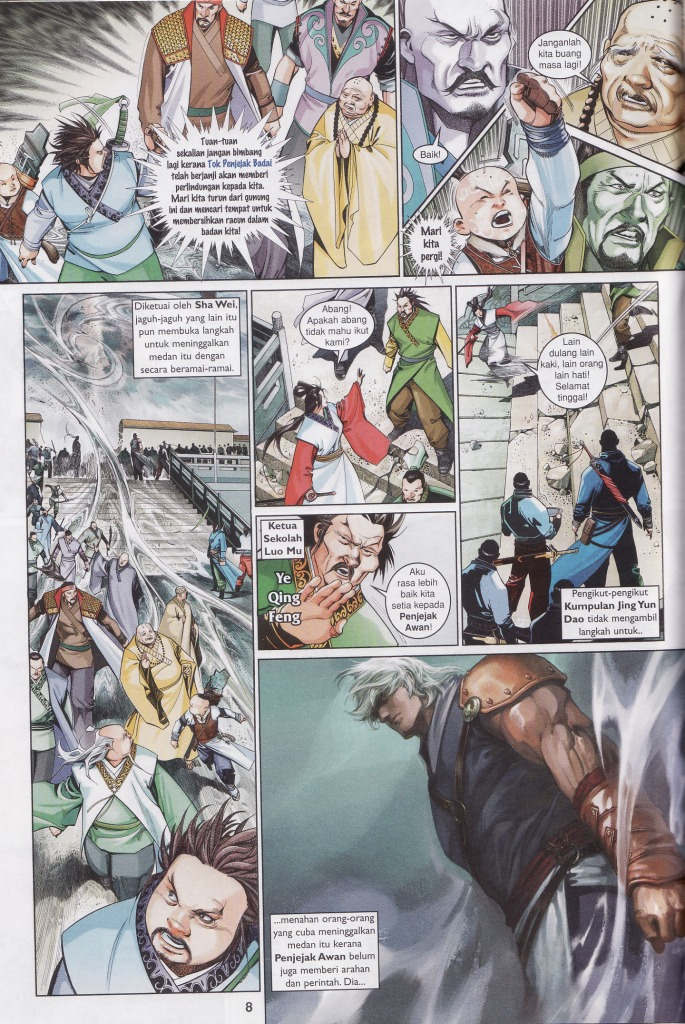 Tuan-tuan
sekalian jangan bimbang
lagi kerana Tok Penjejak Badai
telah berjanji akan memberi
perlindungan kepada kita.
Mari kita turun dari gunung
ini dan mencari tempat untuk
membersihkan racun dalam
badan kita!
Janganlah
kita buang
masa lagi!
Baik!
Mari
kita
pergi!
Diketuai oleh Sha Wei,
jaguh-jaguh yang lain itu
pun membuka langkah
untuk meninggalkan
medan itu dengan
secara beramai-ramai.
Abang!
Apakah abang
tidak mahu ikut
kami?
Lain
dulang lain
kaki, lain orang
lain hati!
Selamat
tinggal!
Ketua
Sekolah
Luo Mu
Ye
Qing
Feng
Aku
rasa lebih
baik kita
setia kepada
Penjejak
Awan!
Pengikut-pengikut
Kumpulan Jing Yun
Dao tidak mengambil
langkah untuk..
...menahan orang-orang
yang cuba meninggalkan
medan itu kerana
Penjejak Awan belum
juga memberi arahan
dan perintah. Dia...
8